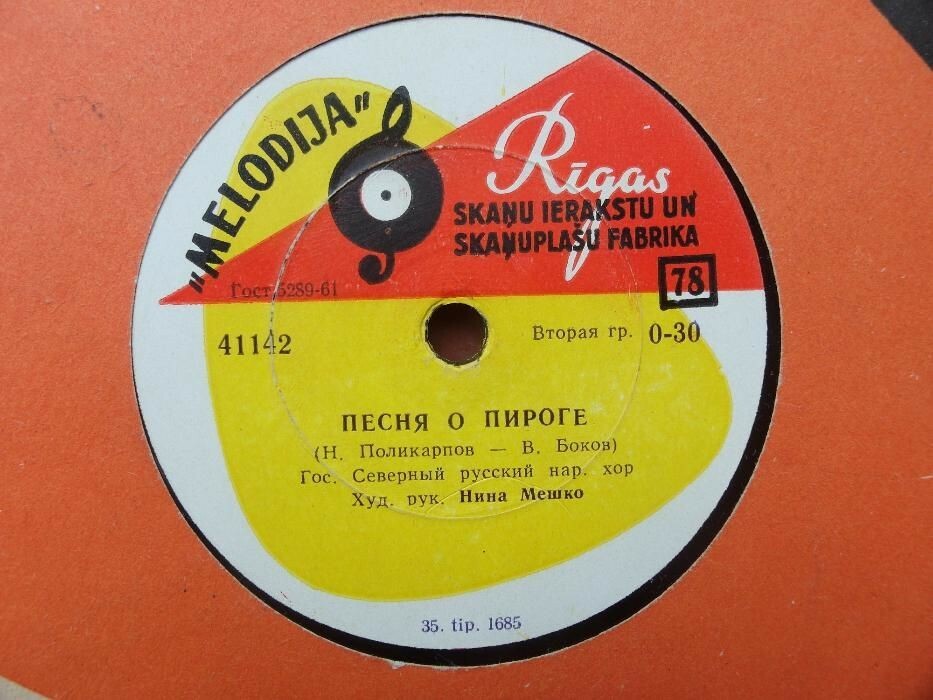 "MELODIJA"
Rīgas
SKAŅU IERAKSTU UN
SKAŅUPLAŠU FABRIKA
78
Гост 5289-61
41142
Вторая гр. 0-30
ПЕСНЯ О ПИРОГЕ
(Н. Поликарпов — В. Боков)
Гос. Северный русский нар. хор
Худ. рук. Нина Мешко
35. tip. 1685